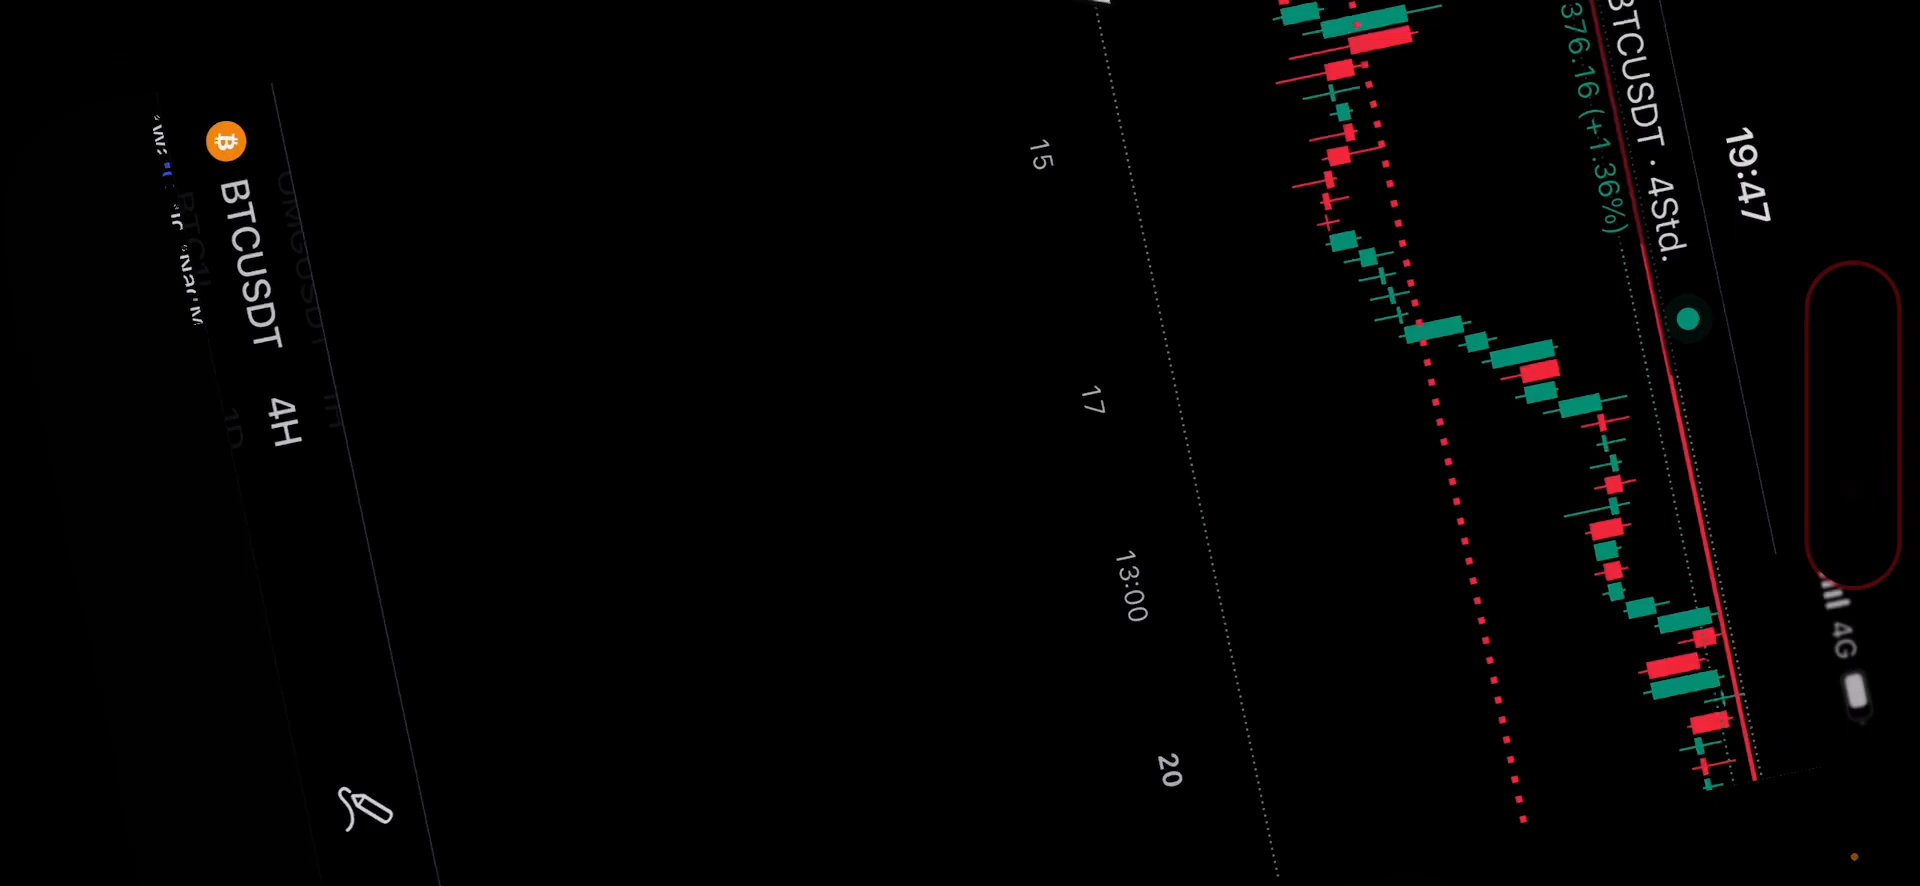 19:47
4G
BTCUSDT · 4Std.
376.16 (+1.36%)
15
17
13:00
20
BTCUSDT 4H